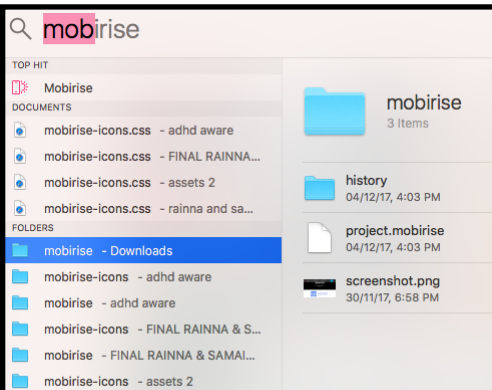 mobirise
TOP HIT
Mobirise
DOCUMENTS
mobirise-icons.css - adhd aware
mobirise-icons.css - FINAL RAINNA...
mobirise-icons.css - assets 2
mobirise-icons.css - rainna and sa...
FOLDERS
mobirise - Downloads
mobirise-icons - adhd aware
mobirise - adhd aware
mobirise-icons - FINAL RAINNA & S...
mobirise - FINAL RAINNA & SAMAI...
mobirise-icons - assets 2
mobirise
3 Items
history
04/12/17, 4:03 PM
project.mobirise
04/12/17, 4:03 PM
screenshot.png
30/11/17, 6:58 PM